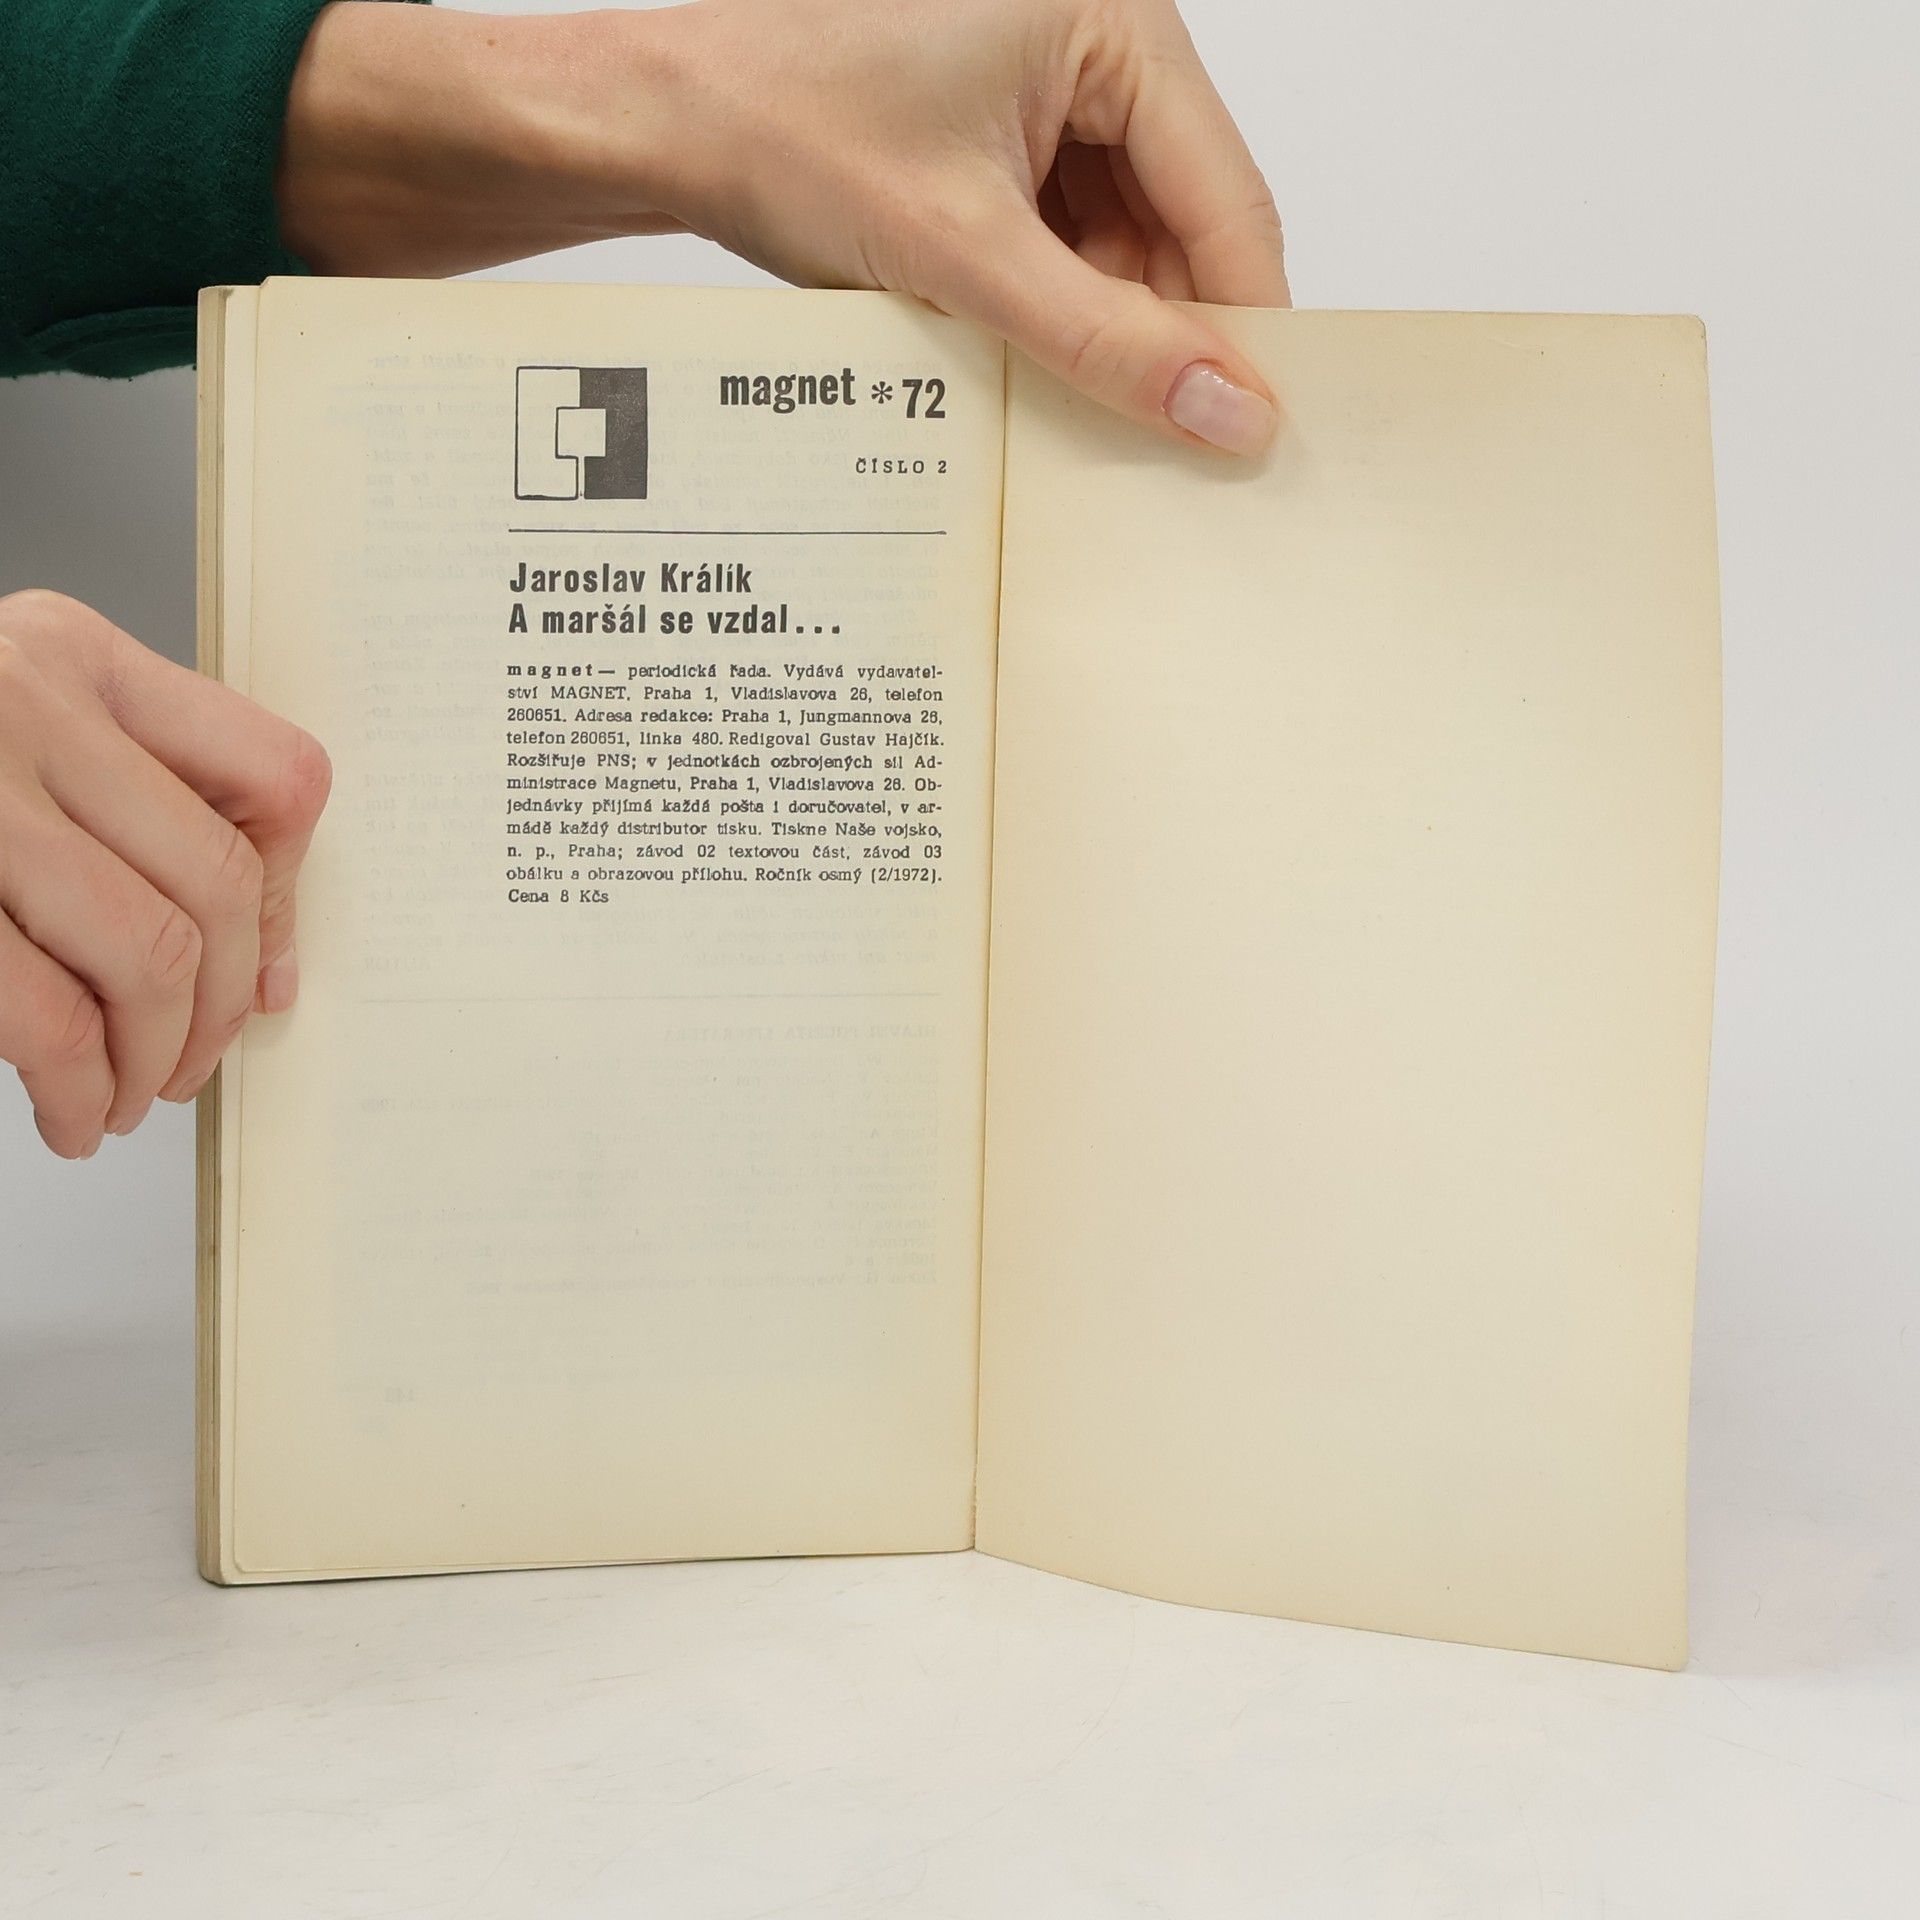 magnet * 72
ČÍSLO 2
Jaroslav Králík
A maršál se vzdal...
magnet — periodická řada. Vydává vydavatel-
ství MAGNET, Praha 1, Vladislavova 26, telefon
260651. Adresa redakce: Praha 1, Jungmannova 26,
telefon 260651, linka 480. Redigoval Gustav Hajčík.
Rozšiřuje PNS; v jednotkách ozbrojených sil Ad-
ministrace Magnetu, Praha 1, Vladislavova 26. Ob-
jednávky přijímá každá pošta i doručovatel, v ar-
mádě každý distributor tisku. Tiskne Naše vojsko,
n. p., Praha; závod 02 textovou část, závod 03
obálku a obrazovou přílohu. Ročník osmý (2/1972).
Cena 8 Kčs